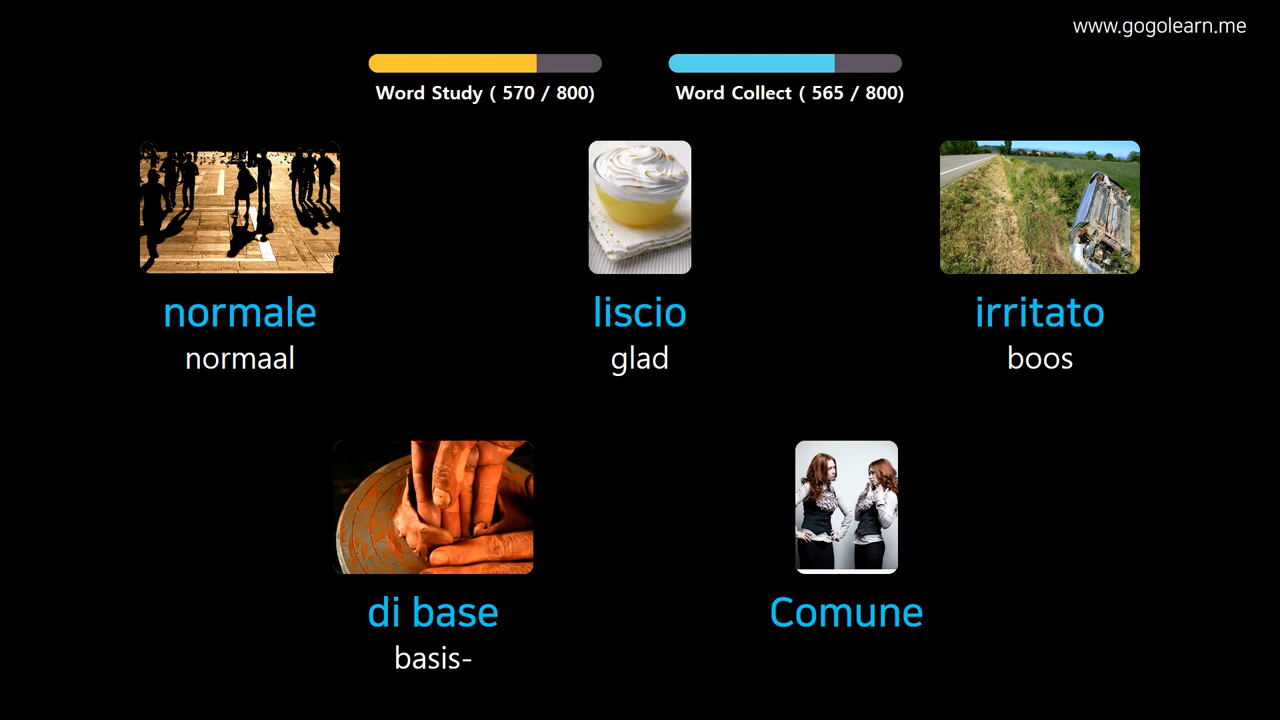 www.gogolearn.me
Word Study ( 570 / 800)
Word Collect ( 565 / 800)
normale
normaal
liscio
glad
irritato
boos
di base
basis-
Comune